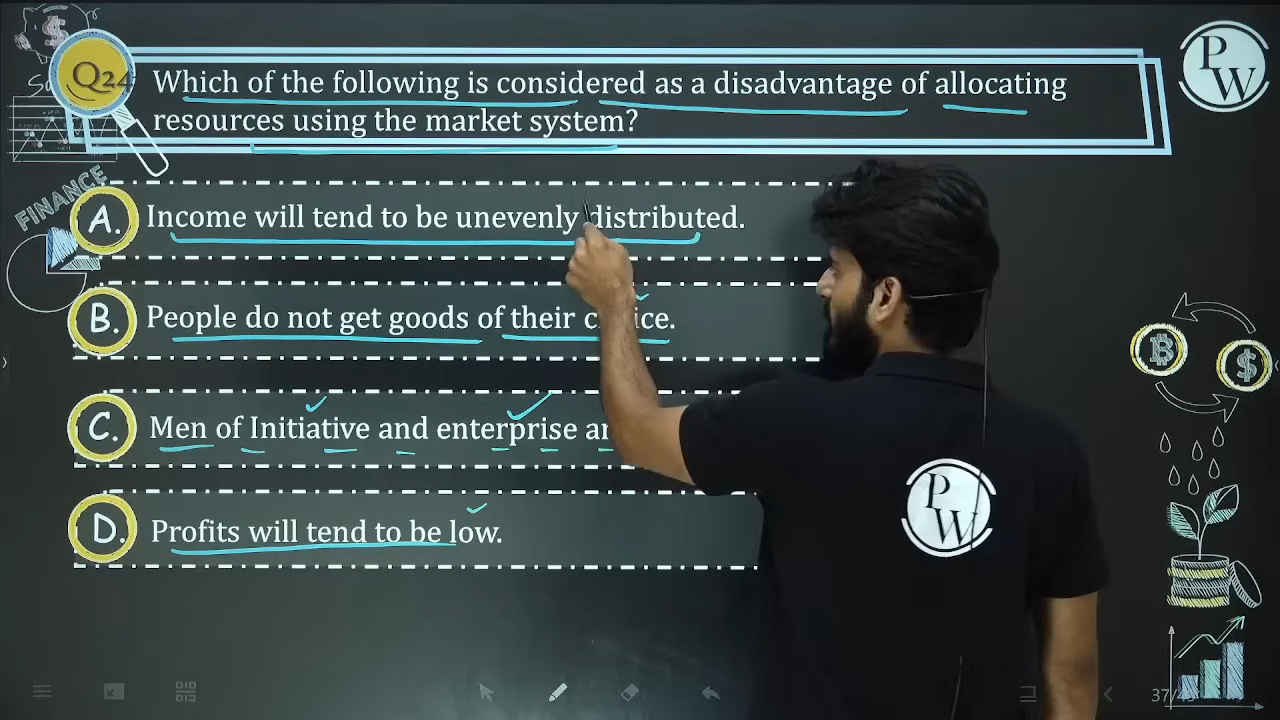 Q24
Which of the following is considered as a disadvantage of allocating
resources using the market system?
P
W
FINANCE
A. Income will tend to be unevenly distributed.
B. People do not get goods of their
C. Men of Initiative and enterprise
D. Profits will tend to be low.
P
W